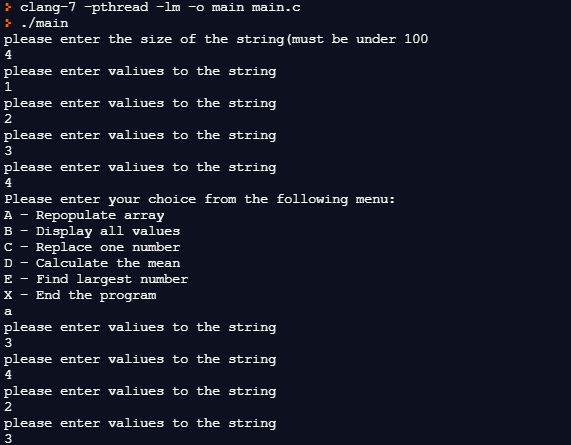 > clang-7 -pthread -lm -o main main.c
> ./main
please enter the size of the string(must be under 100
4
please enter valiues to the string
1
please enter valiues to the string
2
please enter valiues to the string
3
please enter valiues to the string
4
Please enter your choice from the following menu:
A - Repopulate array
B - Display all values
C - Replace one number
D - Calculate the mean
E - Find largest number
X - End the program
a
please enter valiues to the string
3
please enter valiues to the string
4
please enter valiues to the string
2
please enter valiues to the string
3